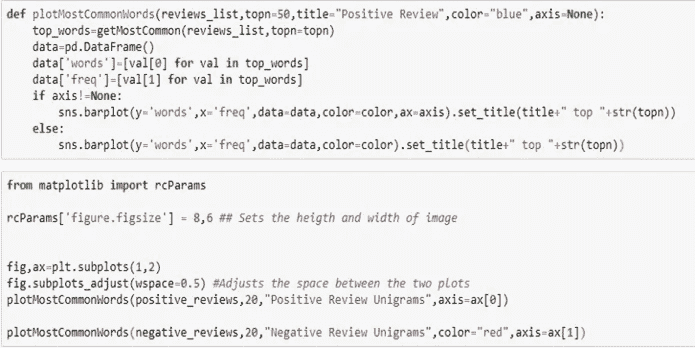 def plotMostCommonWords(reviews_list,topn=50,title="Positive Review",color="blue",axis=None):
    top_words=getMostCommon(reviews_list,topn=topn)
    data=pd.DataFrame()
    data['words']=[val[0] for val in top_words]
    data['freq']=[val[1] for val in top_words]
    if axis!=None:
        sns.barplot(y='words',x='freq',data=data,color=color,ax=axis).set_title(title+" top "+str(topn))
    else:
        sns.barplot(y='words',x='freq',data=data,color=color).set_title(title+" top "+str(topn))
from matplotlib import rcParams
rcParams['figure.figsize'] = 8,6 ## Sets the heigth and width of image
fig,ax=plt.subplots(1,2)
fig.subplots_adjust(wspace=0.5) #Adjusts the space between the two plots
plotMostCommonWords(positive_reviews,20,"Positive Review Unigrams",axis=ax[0])
plotMostCommonWords(negative_reviews,20,"Negative Review Unigrams",color="red",axis=ax[1])